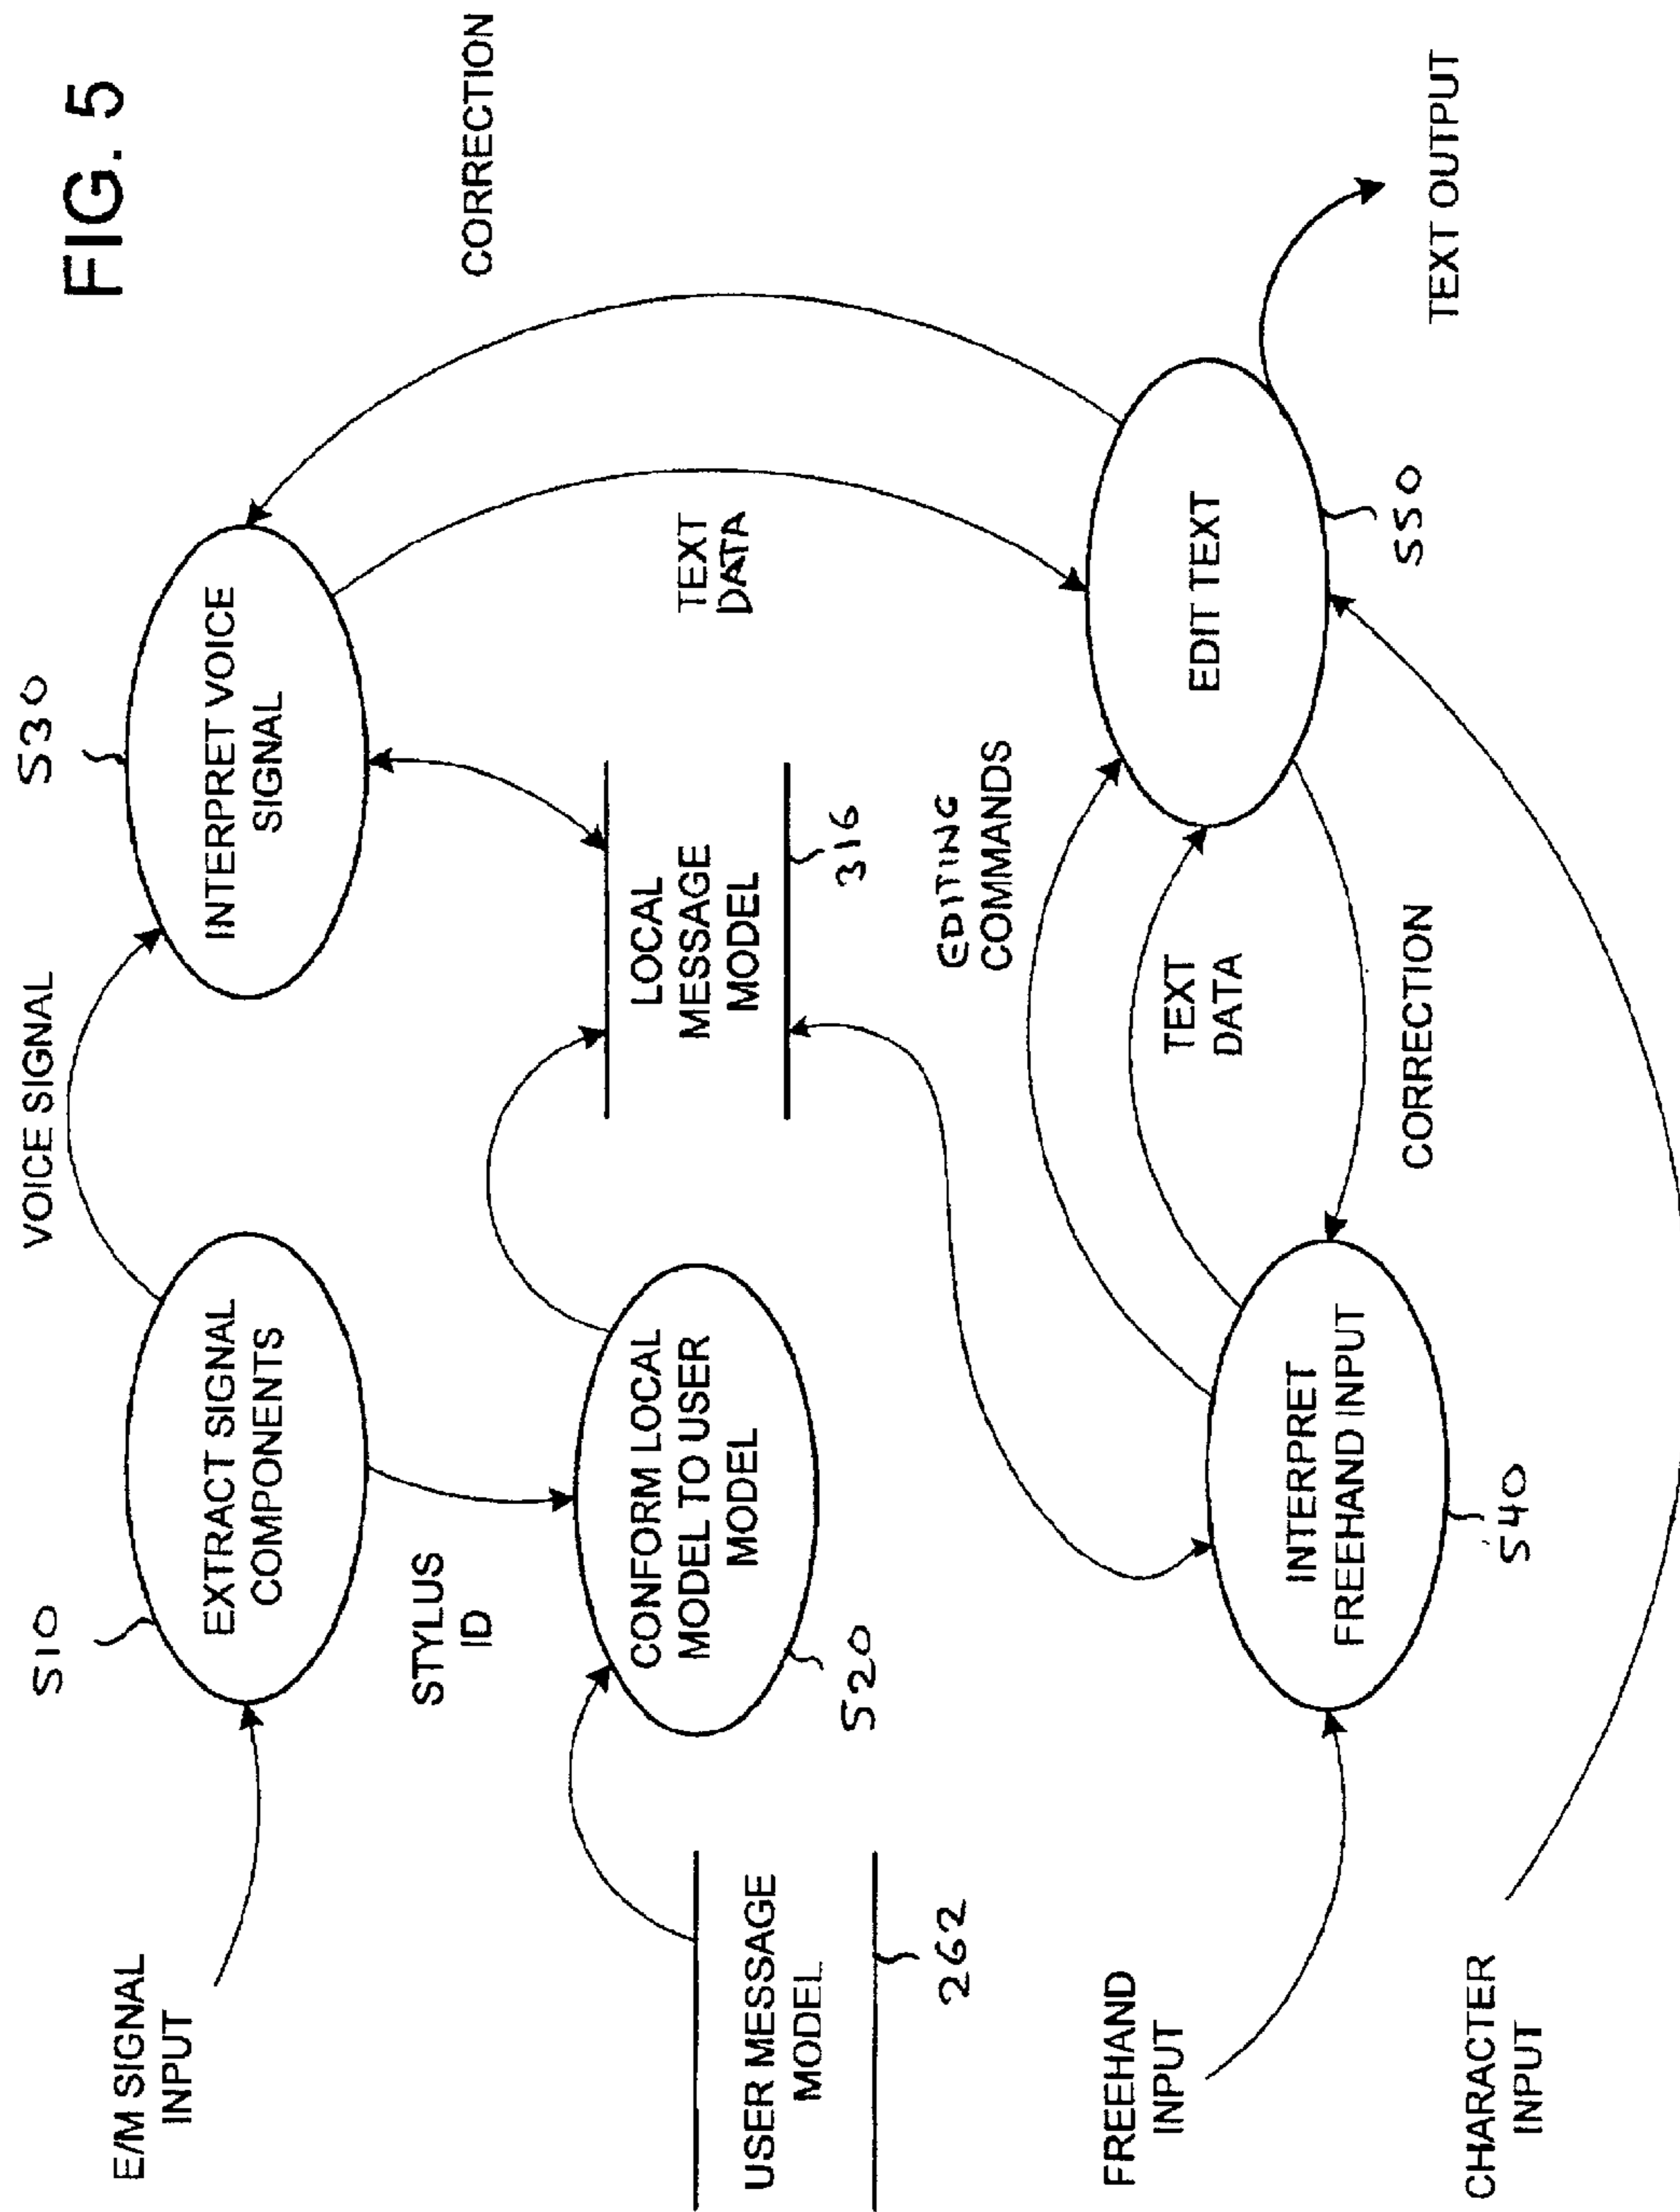 FIG. 5
E/M SIGNAL
INPUT
S10
EXTRACT SIGNAL
COMPONENTS
VOICE SIGNAL
S30
INTERPRET VOICE
SIGNAL
CORRECTION
STYLUS
ID
USER MESSAGE
MODEL
262
CONFORM LOCAL
MODEL TO USER
MODEL
S20
LOCAL
MESSAGE
MODEL
316
TEXT
DATA
EDITING
COMMANDS
FREEHAND
INPUT
INTERPRET
FREEHAND INPUT
S40
TEXT
DATA
CORRECTION
EDIT TEXT
S50
TEXT OUTPUT
CHARACTER
INPUT